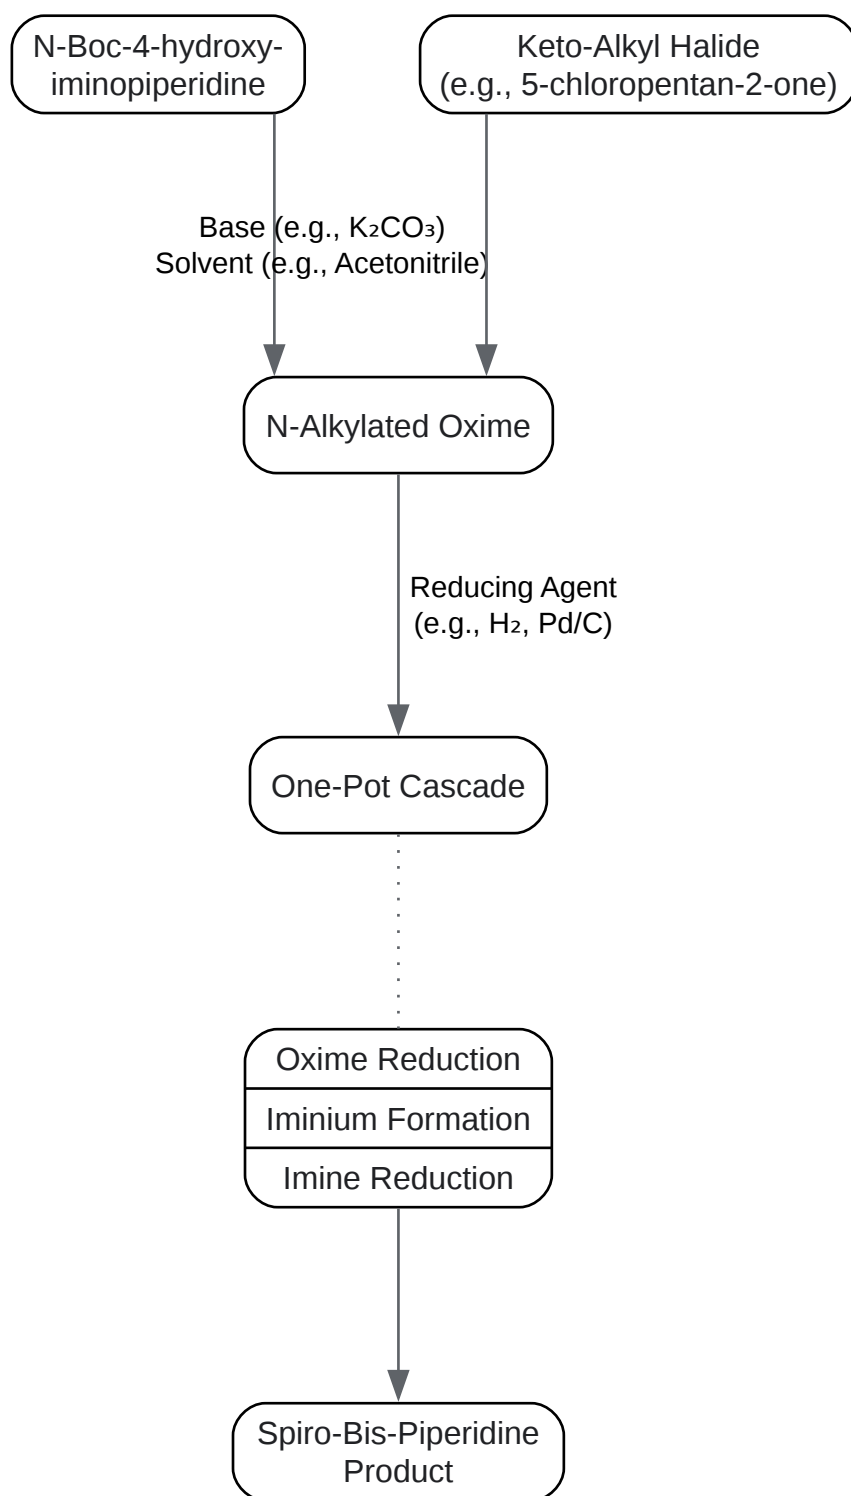 N-Boc-4-hydroxy-
iminopiperidine
Keto-Alkyl Halide
(e.g., 5-chloropentan-2-one)
Base (e.g., K₂CO₃)
Solvent (e.g., Acetonitrile)
N-Alkylated Oxime
Reducing Agent
(e.g., H₂, Pd/C)
One-Pot Cascade
Oxime Reduction
Iminium Formation
Imine Reduction
Spiro-Bis-Piperidine
Product